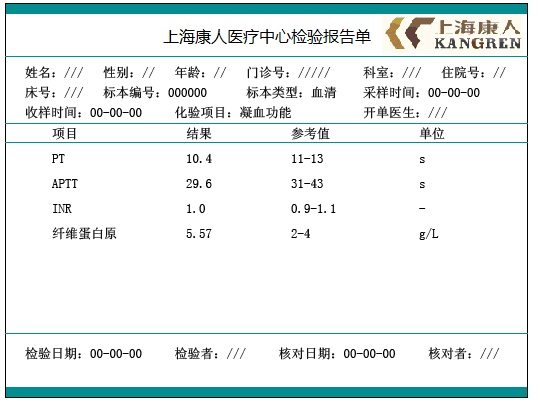 上海康人医疗中心检验报告单 上海康人
KANGREN
姓名：/// 性别：// 年龄：// 门诊号：///// 科室：/// 住院号：//
床号：/// 标本编号：000000 标本类型：血清 采样时间：00-00-00
收样时间：00-00-00 化验项目：凝血功能 开单医生：///
项目 结果 参考值 单位
PT 10.4 11-13 s
APTT 29.6 31-43 s
INR 1.0 0.9-1.1 -
纤维蛋白原 5.57 2-4 g/L
检验日期：00-00-00 检验者：/// 核对日期：00-00-00 核对者：///